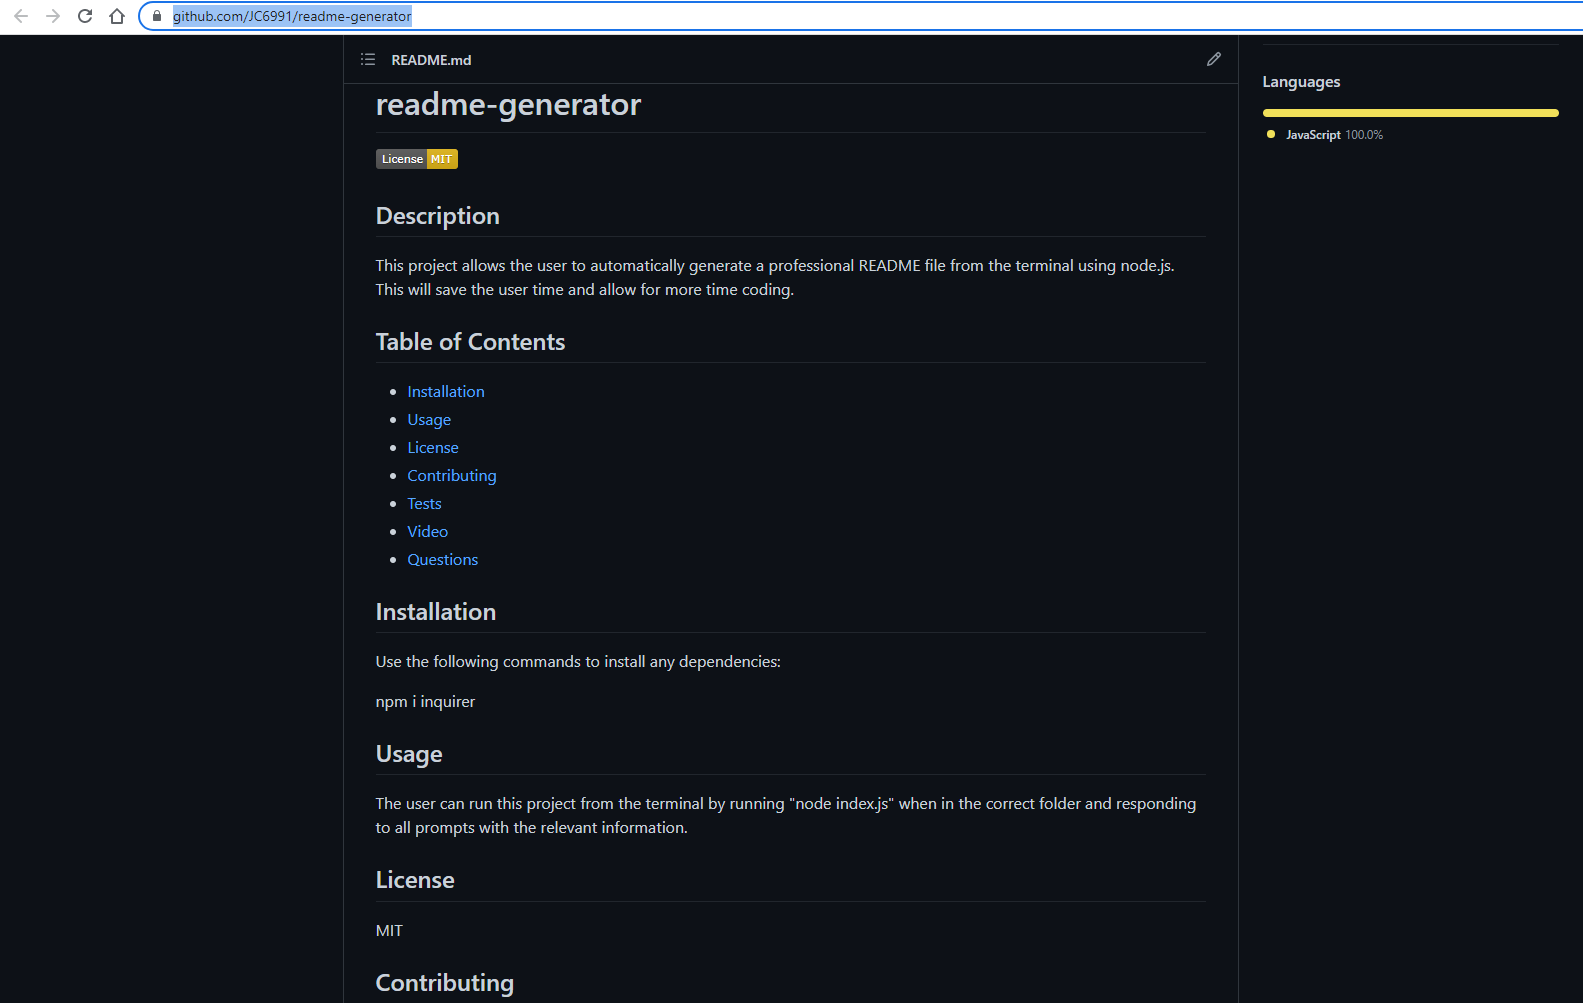 github.com/JC6991/readme-generator
README.md
readme-generator
License MIT
Description
This project allows the user to automatically generate a professional README file from the terminal using node.js.
This will save the user time and allow for more time coding.
Table of Contents
Installation
Usage
License
Contributing
Tests
Video
Questions
Installation
Use the following commands to install any dependencies:
npm i inquirer
Usage
The user can run this project from the terminal by running "node index.js" when in the correct folder and responding
to all prompts with the relevant information.
License
MIT
Contributing
Languages
JavaScript 100.0%